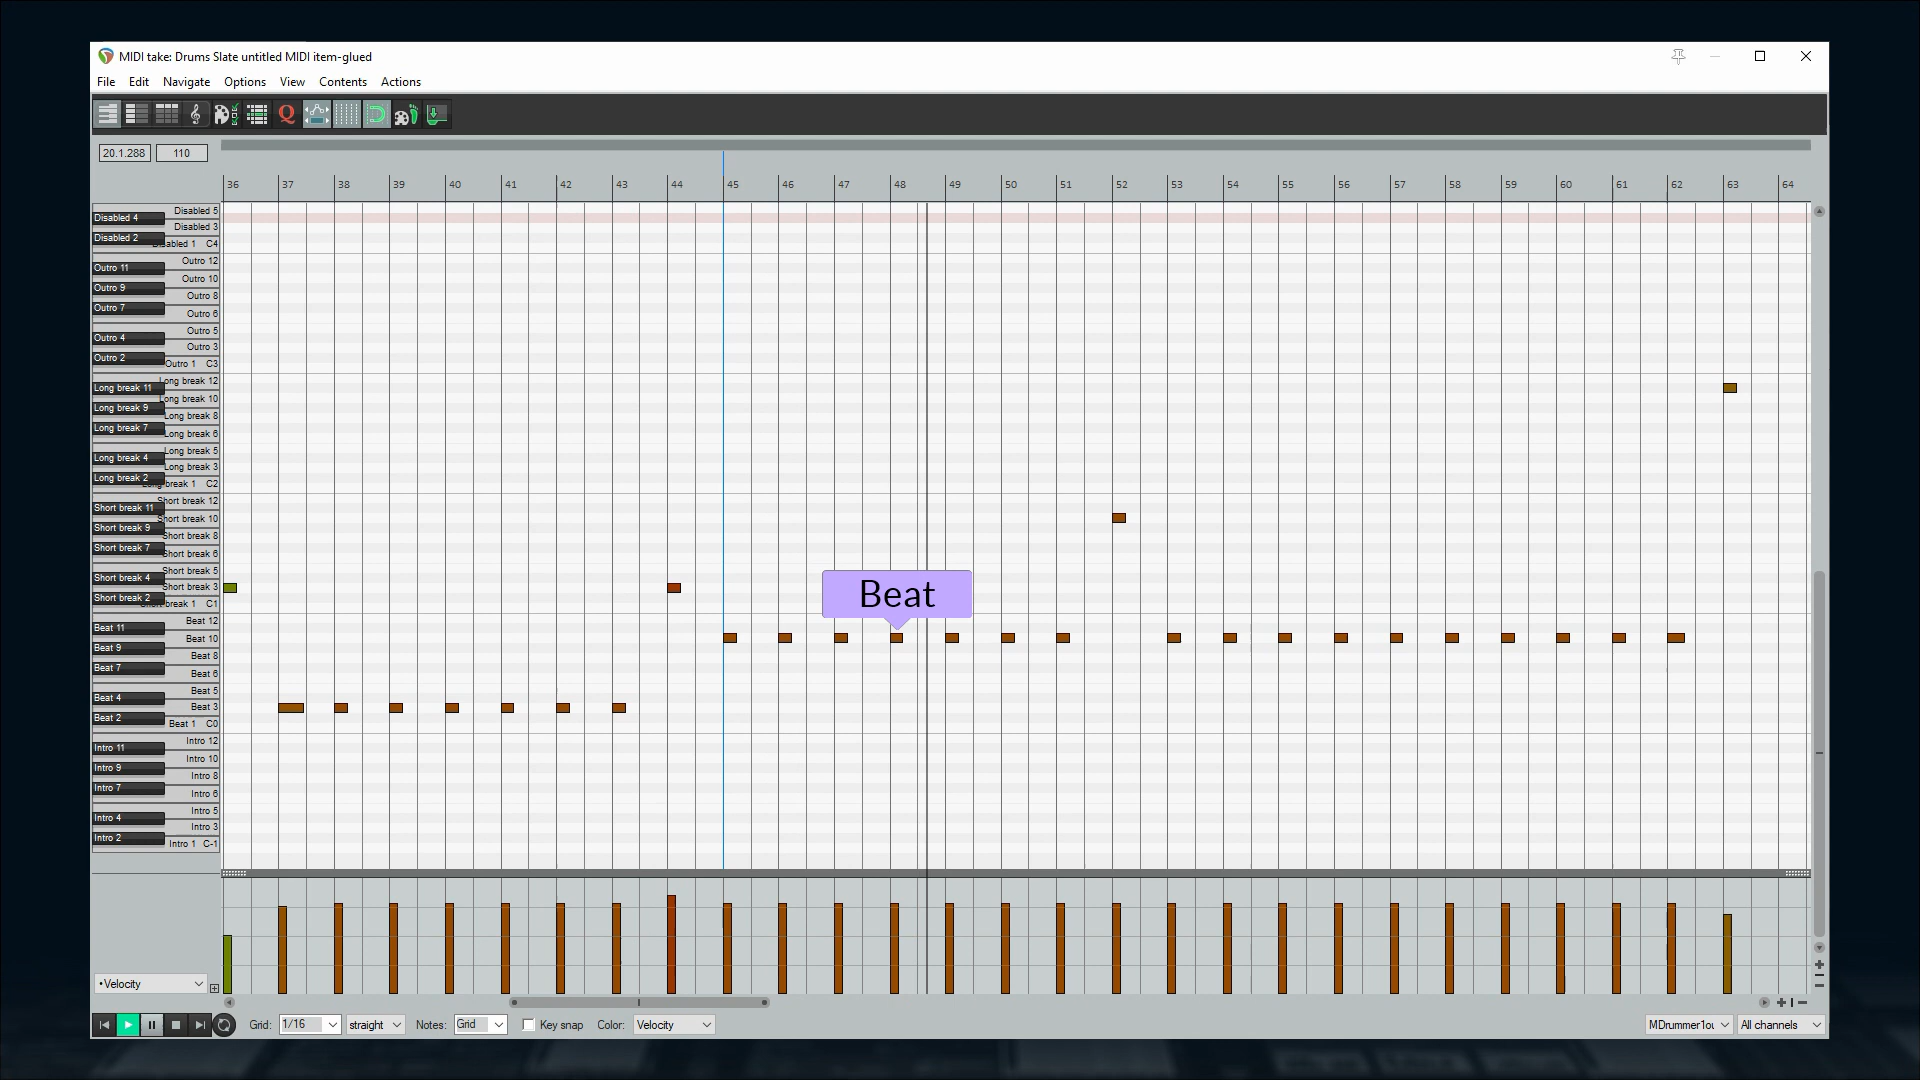 MIDI take: Drums Slate untitled MIDI item-glued
File Edit Navigate Options View Contents Actions
Q
20.1.288 110
36 37 38 39 40 41 42 43 44 45 46 47 48 49 50 51 52 53 54 55 56 57 58 59 60 61 62 63 64
Disabled 5
Disabled 4
Disabled 3
Disabled 2
Disabled 1 C4
Outro 12
Outro 11
Outro 10
Outro 9
Outro 8
Outro 7
Outro 6
Outro 5
Outro 4
Outro 3
Outro 2
Outro 1 C3
Long break 12
Long break 11
Long break 10
Long break 9
Long break 8
Long break 7
Long break 6
Long break 5
Long break 4
Long break 3
Long break 2
Long break 1 C2
Short break 12
Short break 11
Short break 10
Short break 9
Short break 8
Short break 7
Short break 6
Short break 5
Short break 4
Short break 3
Short break 2
Short break 1 C1
Beat
Beat 12
Beat 11
Beat 10
Beat 9
Beat 8
Beat 7
Beat 6
Beat 5
Beat 4
Beat 3
Beat 2
Beat 1 C0
Intro 12
Intro 11
Intro 10
Intro 9
Intro 8
Intro 7
Intro 6
Intro 5
Intro 4
Intro 3
Intro 2
Intro 1 C-1
•Velocity
Grid: 1/16 straight Notes: Grid Key snap Color: Velocity MDrummer1ou All channels